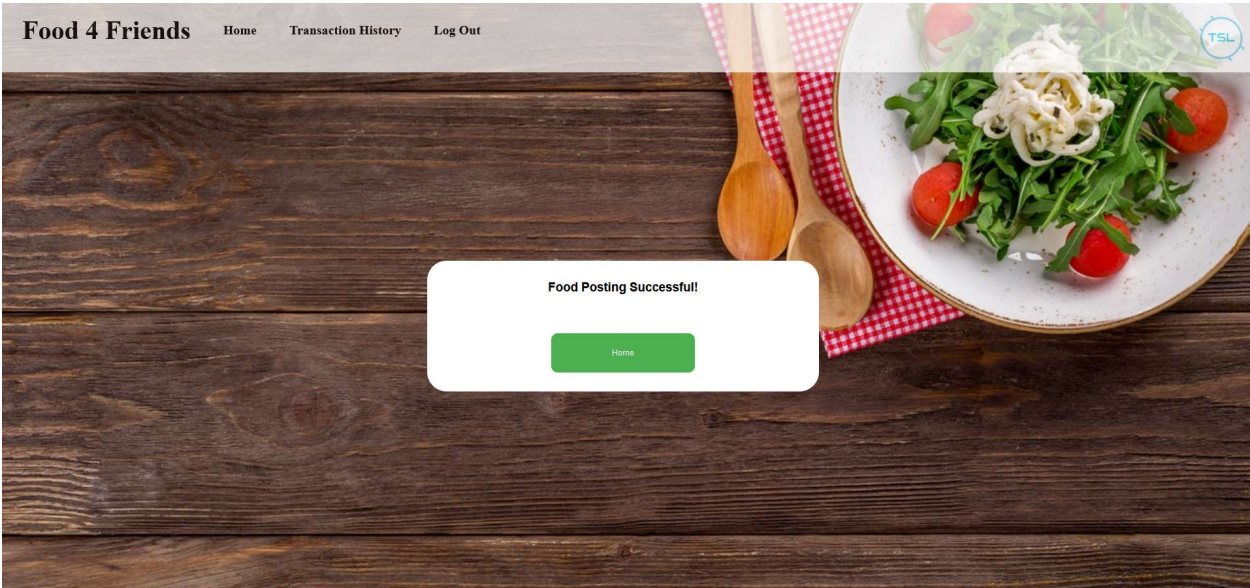 Food 4 Friends Home Transaction History Log Out
TSL
Food Posting Successful!
Home